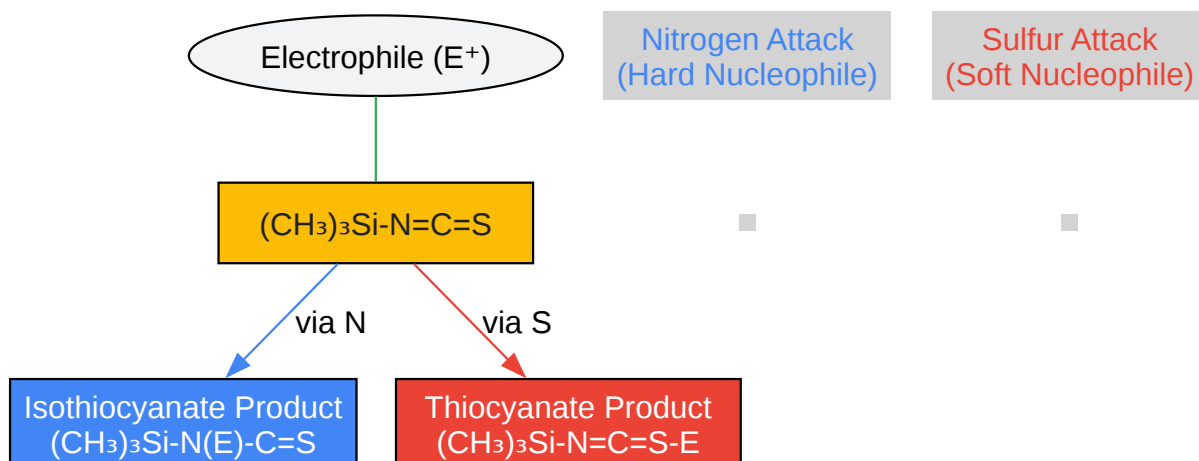 Electrophile (E⁺)
Nitrogen Attack
(Hard Nucleophile)
Sulfur Attack
(Soft Nucleophile)
(CH₃)₃Si-N=C=S
via N
via S
Isothiocyanate Product
(CH₃)₃Si-N(E)-C=S
Thiocyanate Product
(CH₃)₃Si-N=C=S-E